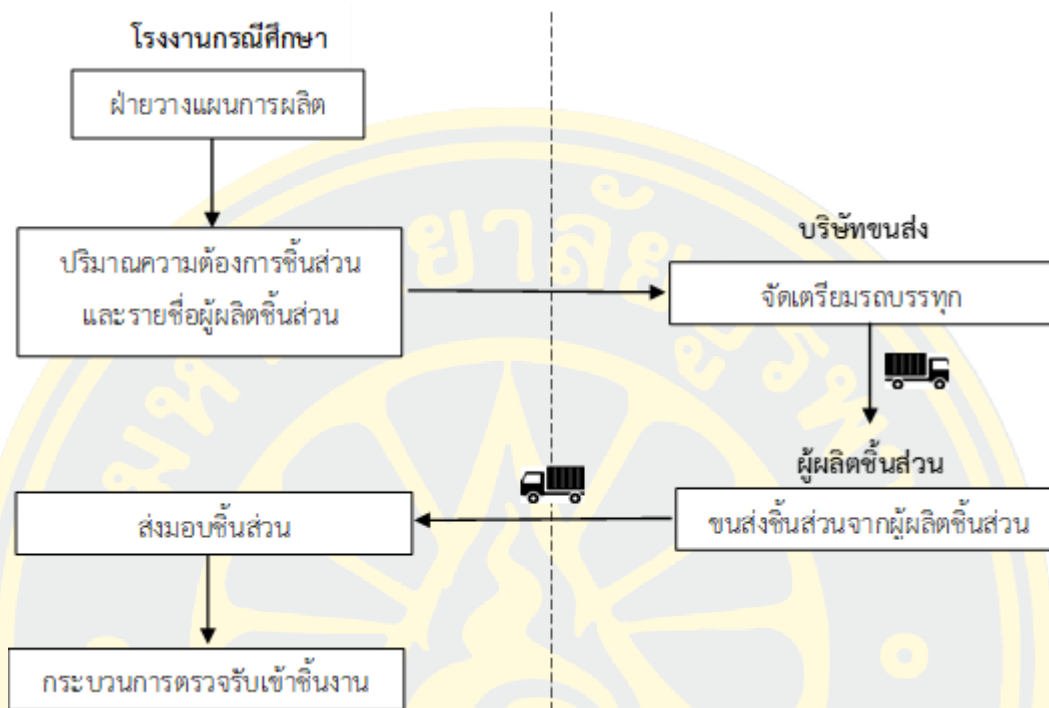 โรงงานกรณีศึกษา
ฝ่ายวางแผนการผลิต
ปริมาณความต้องการชิ้นส่วน
และรายชื่อผู้ผลิตชิ้นส่วน
บริษัทขนส่ง
จัดเตรียมรถบรรทุก
ผู้ผลิตชิ้นส่วน
ขนส่งชิ้นส่วนจากผู้ผลิตชิ้นส่วน
ส่งมอบชิ้นส่วน
กระบวนการตรวจรับเข้าชิ้นงาน